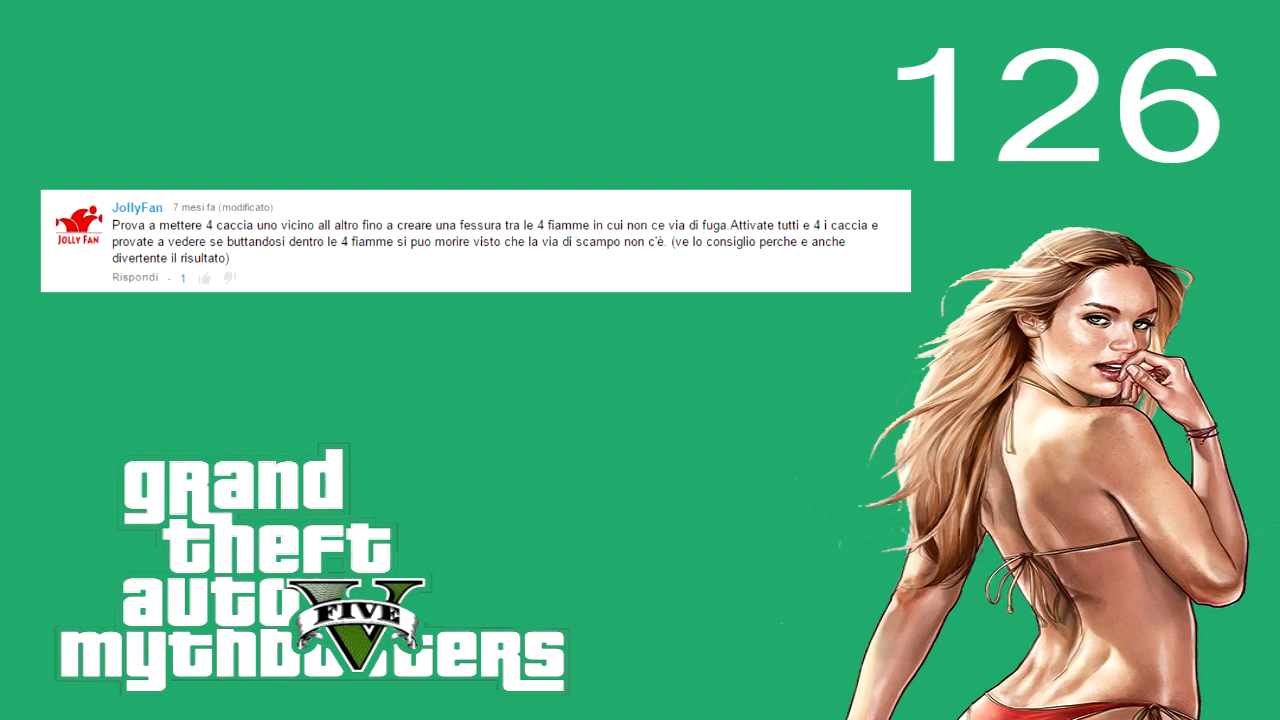 126
JollyFan 7 mesi fa (modificato)
Prova a mettere 4 caccia uno vicino all altro fino a creare una fessura tra le 4 fiamme in cui non ce via di fuga.Attivate tutti e 4 i caccia e
provate a vedere se buttandosi dentro le 4 fiamme si puo morire visto che la via di scampo non c'è. (ve lo consiglio perche e anche
divertente il risultato)
JOLLY FAN
Rispondi · 1
grand
theft
auto
FIVE
mythbusters